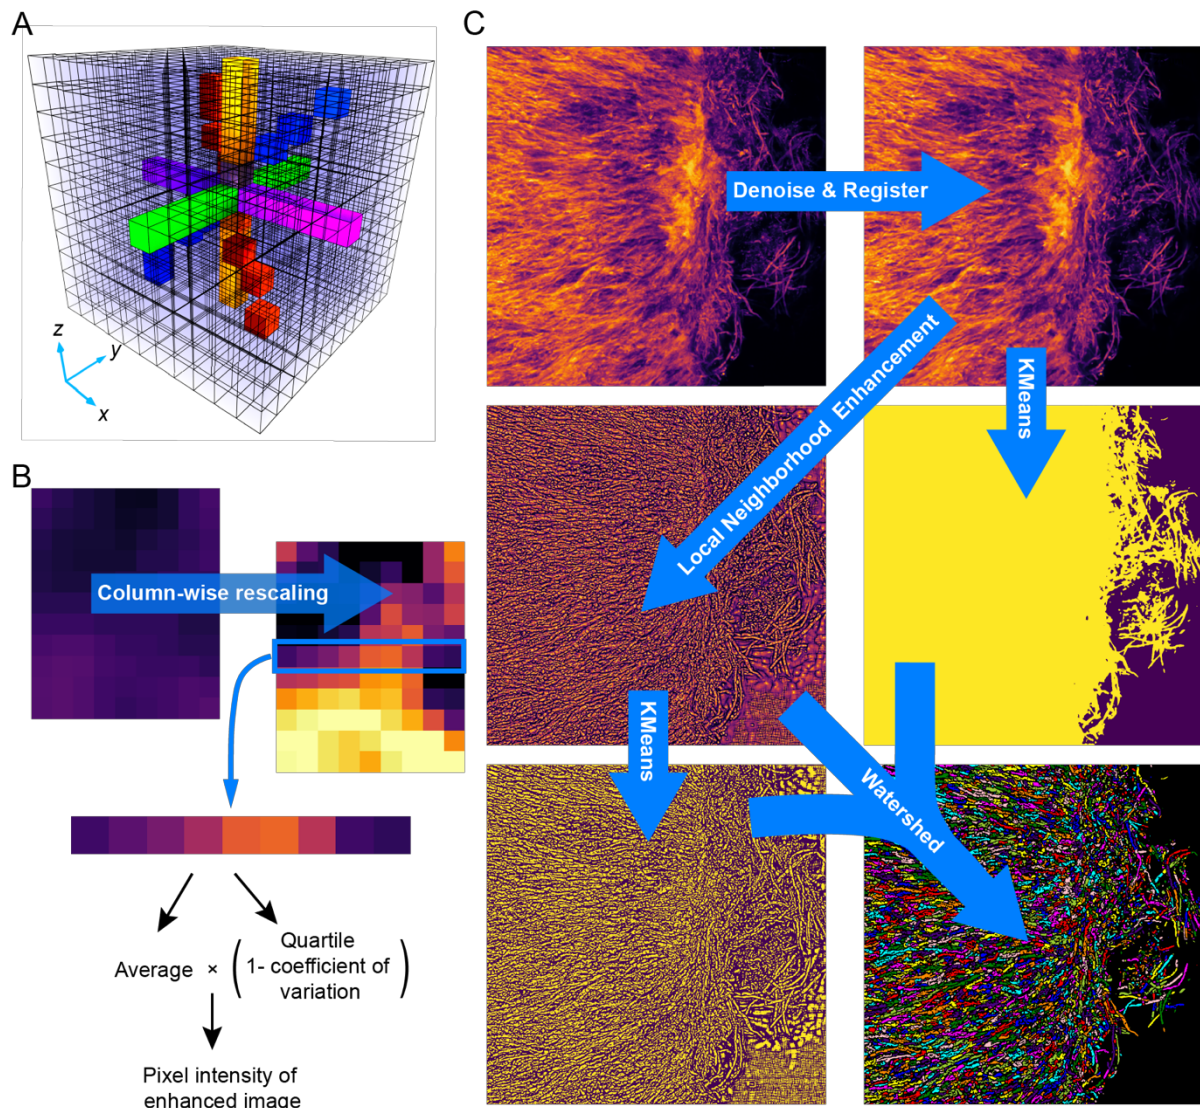 A
z
y
x
B
Column-wise rescaling
Average × ( Quartile
1- coefficient of
variation )
Pixel intensity of
enhanced image
C
Denoise & Register
Local Neighborhood Enhancement
KMeans
KMeans
Watershed